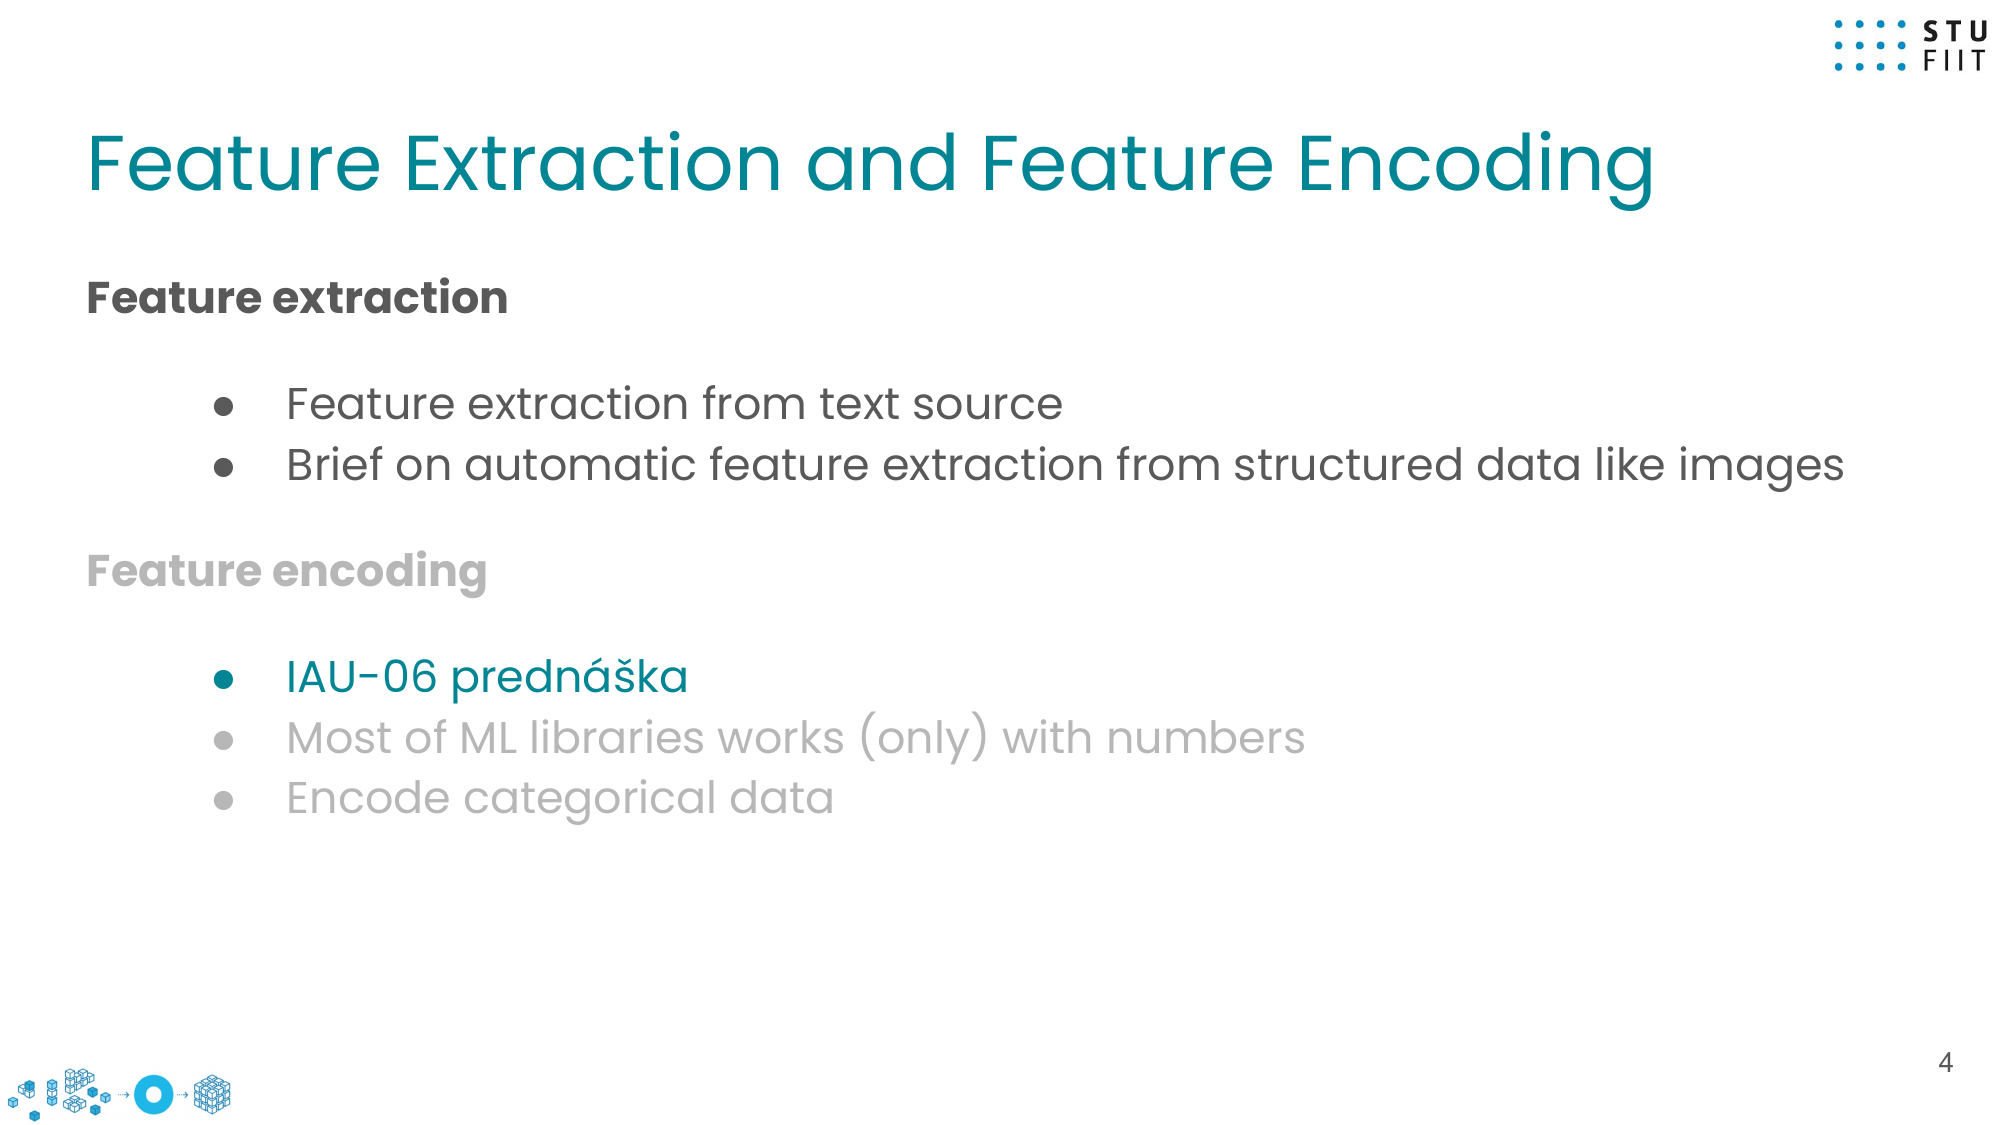 STU
FIIT
Feature Extraction and Feature Encoding
Feature extraction
● Feature extraction from text source
● Brief on automatic feature extraction from structured data like images
Feature encoding
● IAU-06 prednáška
● Most of ML libraries works (only) with numbers
● Encode categorical data
4